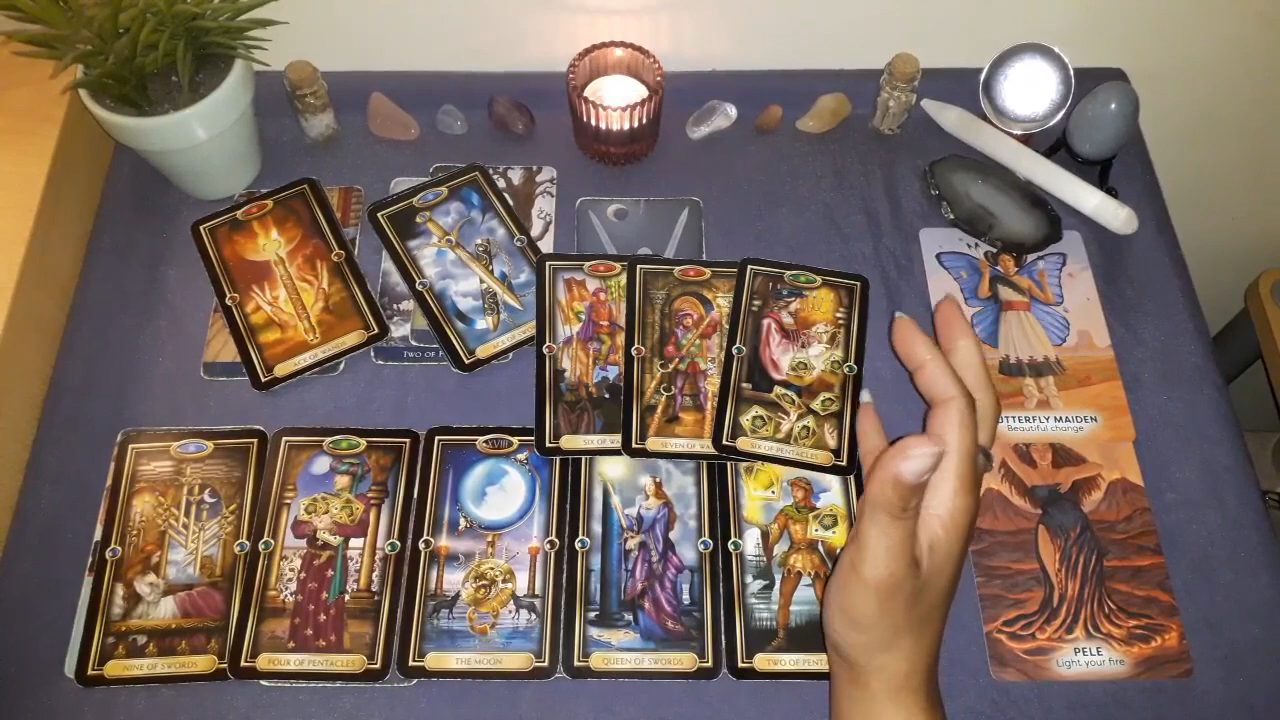 ACE OF WANDS
TWO OF
ACE OF SWO
SIX OF WA
SEVEN OF WA
SIX OF PENTACLES
UTTERFLY MAIDEN
Beautiful change
XVIII
NINE OF SWORDS
FOUR OF PENTACLES
THE MOON
QUEEN OF SWORDS
TWO OF PENTA
PELE
Light your fire